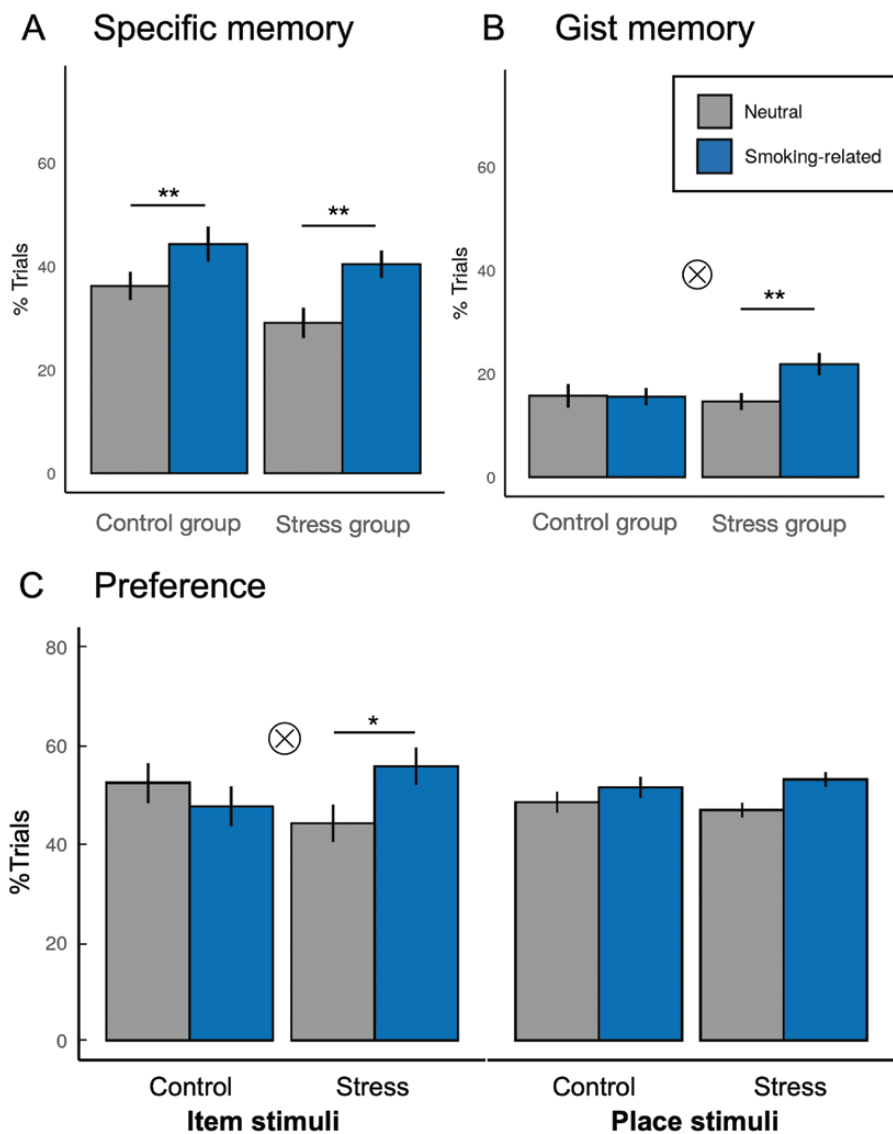 A Specific memory
60
40
20
0
% Trials
**
**
Control group Stress group
B Gist memory
Neutral
Smoking-related
60
40
20
0
% Trials
**
Control group Stress group
C Preference
80
60
40
20
0
%Trials
*
Control Stress
Item stimuli
Control Stress
Place stimuli